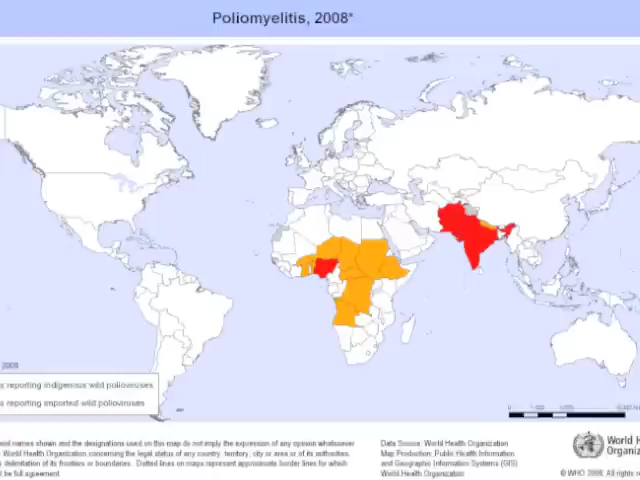 Poliomyelitis, 2008*
2008
s reporting indigenous wild polioviruses
s reporting imported wild polioviruses
names shown and the designations used on this map do not imply the expression of any opinion whatsoever
World Health Organization concerning the legal status of any country, territory, city or area or of its authorities,
delimitation of its frontiers or boundaries. Dotted lines on maps represent approximate border lines for which
be full agreement.
Data Source: World Health Organization
Map Production: Public Health Information
and Geographic Information Systems (GIS)
World Health Organization
World H
Organiz
© WHO 2008. All rights re